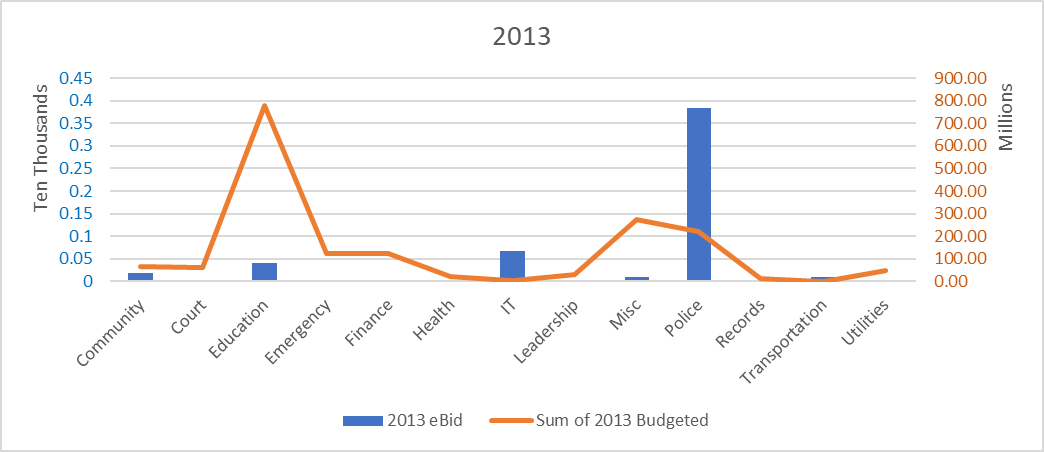 2013
Ten Thousands
0.45
0.4
0.35
0.3
0.25
0.2
0.15
0.1
0.05
0
900.00
800.00
700.00
600.00
500.00
400.00
300.00
200.00
100.00
0.00
Millions
Community
Court
Education
Emergency
Finance
Health
IT
Leadership
Misc
Police
Records
Transportation
Utilities
2013 eBid
Sum of 2013 Budgeted